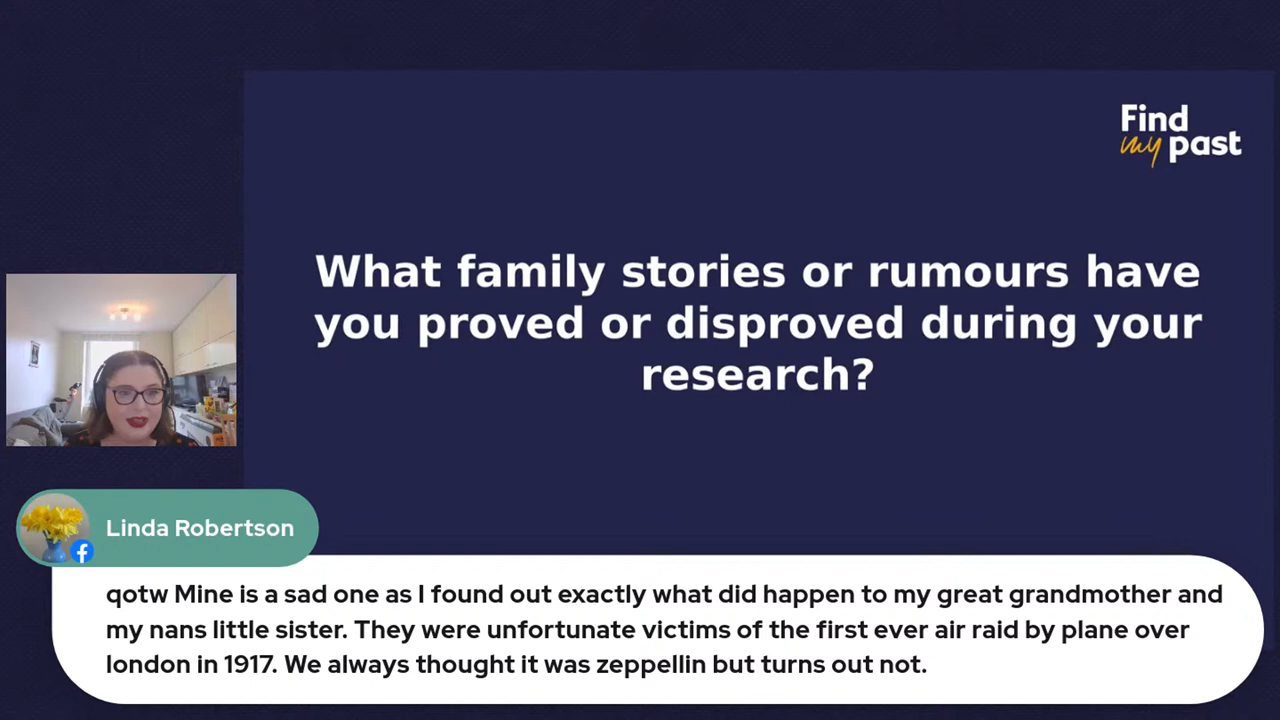 Find
my past
What family stories or rumours have
you proved or disproved during your
research?
Linda Robertson
qotw Mine is a sad one as I found out exactly what did happen to my great grandmother and
my nans little sister. They were unfortunate victims of the first ever air raid by plane over
london in 1917. We always thought it was zeppellin but turns out not.